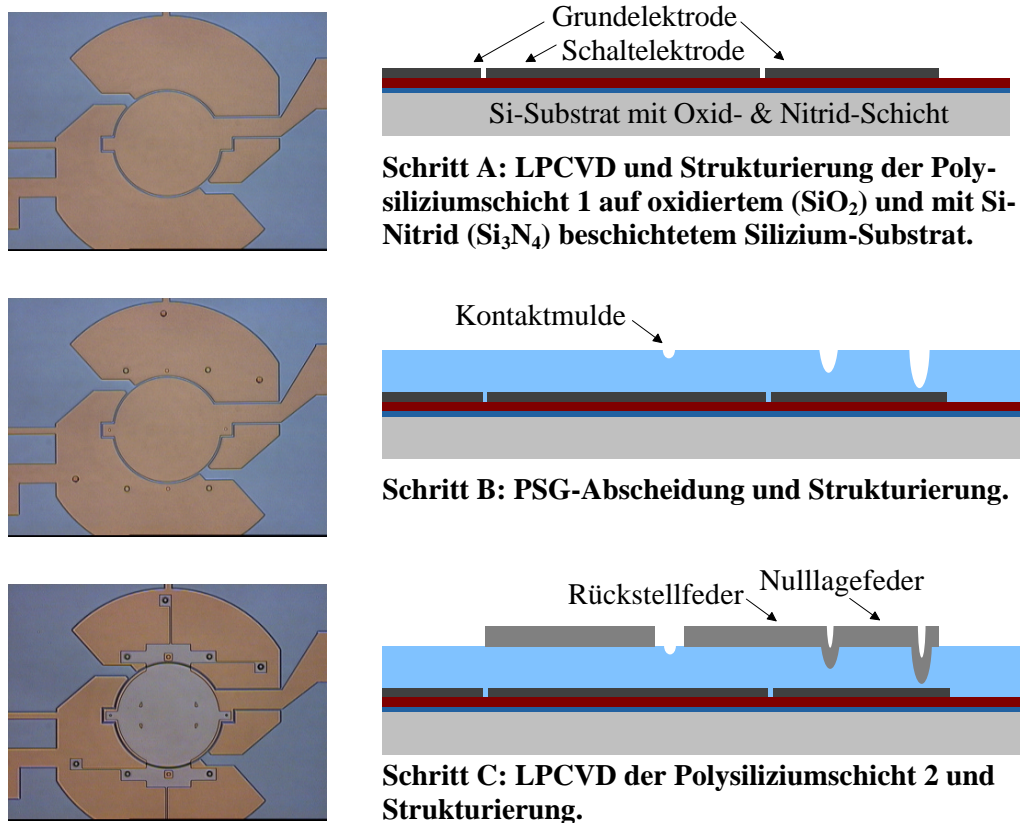 Grundelektrode
Schaltelektrode
Si-Substrat mit Oxid- & Nitrid-Schicht
Schritt A: LPCVD und Strukturierung der Poly-
siliziumschicht 1 auf oxidiertem (SiO₂) und mit Si-
Nitrid (Si₃N₄) beschichtetem Silizium-Substrat.
Kontaktmulde
Schritt B: PSG-Abscheidung und Strukturierung.
Nulllagefeder
Rückstellfeder
Schritt C: LPCVD der Polysiliziumschicht 2 und
Strukturierung.